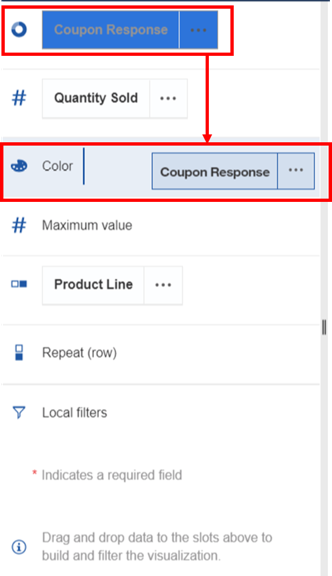 Coupon Response ...
# Quantity Sold ...
Color Coupon Response ...
# Maximum value
Product Line ...
Repeat (row)
Local filters
* Indicates a required field
Drag and drop data to the slots above to
build and filter the visualization.